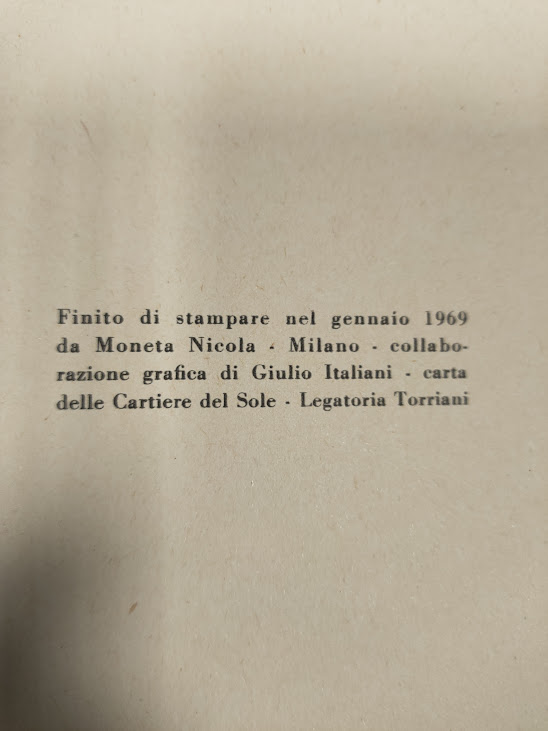 Finito di stampare nel gennaio 1969
da Moneta Nicola - Milano - collabo-
razione grafica di Giulio Italiani - carta
delle Cartiere del Sole - Legatoria Torriani